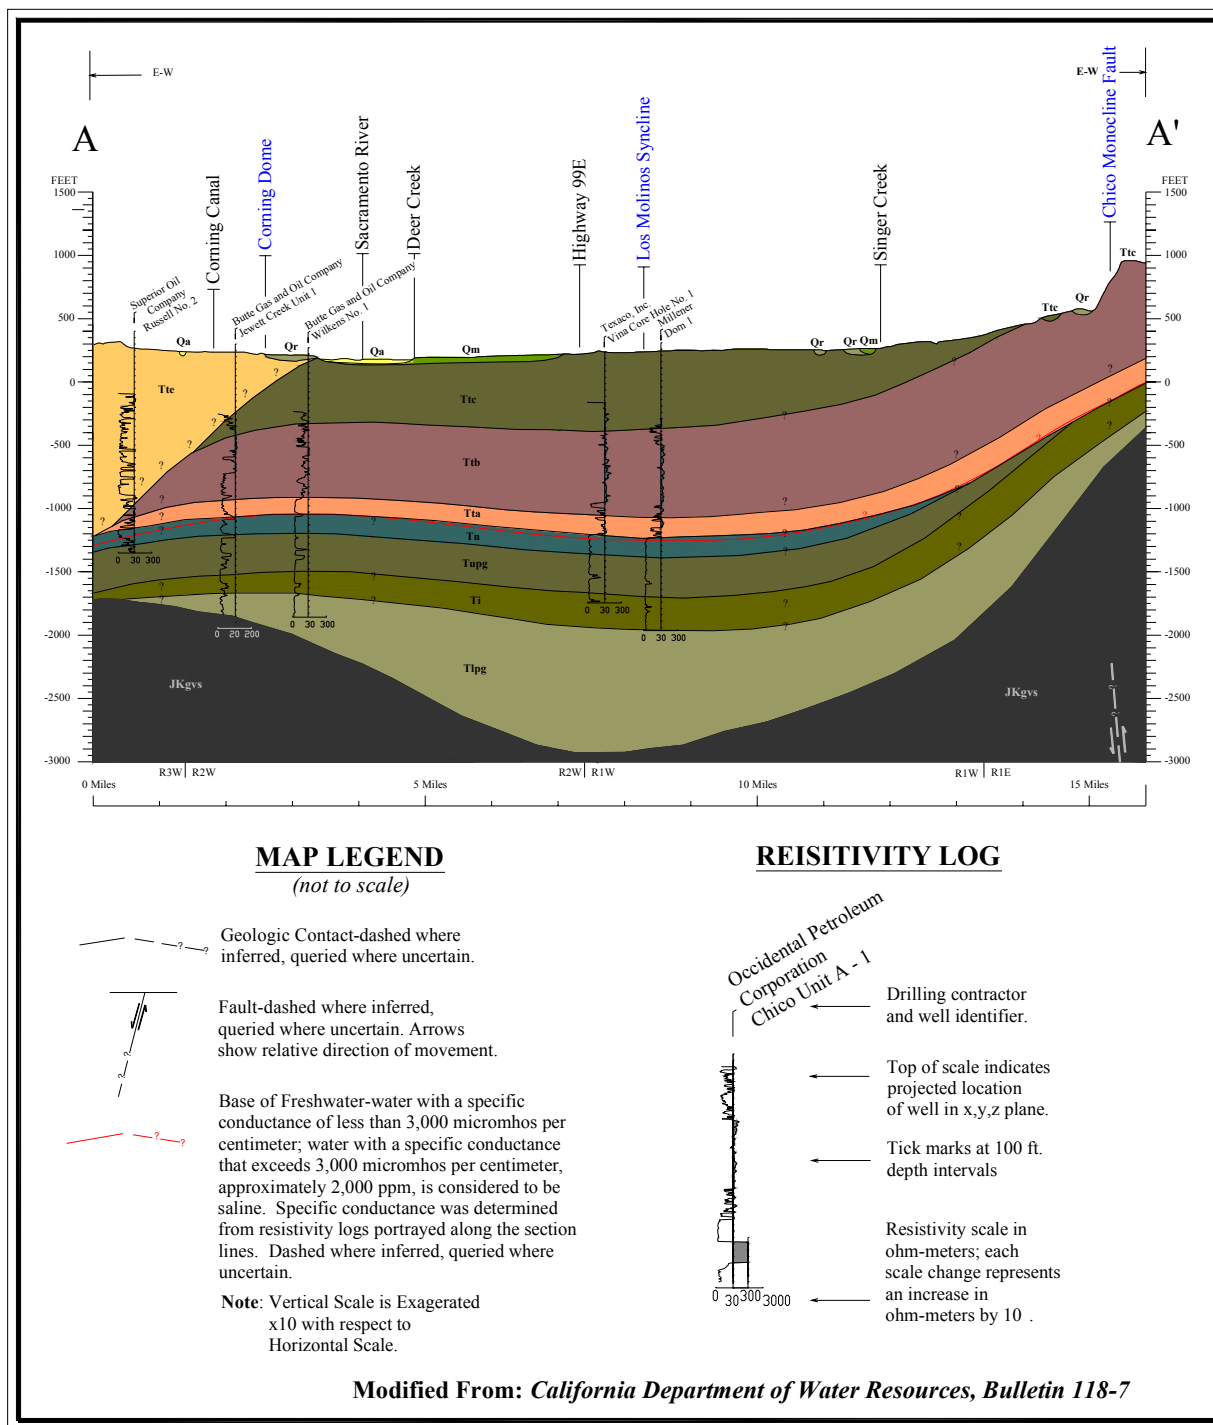 E-W
E-W
A
A'
Corning Canal
Corning Dome
Sacramento River
Deer Creek
Highway 99E
Los Molinos Syncline
Singer Creek
Chico Monocline Fault
Superior Oil
Company
Russell No. 2
Butte Gas and Oil Company
Jewett Creek Unit 1
Butte Gas and Oil Company
Wilkens No. 1
Texaco, Inc.
Vina Core Hole No. 1
Millener
Dom 1
FEET
1500
1000
500
0
-500
-1000
-1500
-2000
-2500
-3000
FEET
1500
1000
500
0
-500
-1000
-1500
-2000
-2500
-3000
Qa
Qr
Qa
Qm
Qr
Qr
Qm
Ttc
Qr
Ttc
Tte
Ttc
Ttb
Tta
Tn
Tupg
Ti
Tlpg
JKgvs
JKgvs
0 30 300
0 20 200
0 30 300
0 30 300
0 30 300
R3W R2W
R2W R1W
R1W R1E
0 Miles
5 Miles
10 Miles
15 Miles
MAP LEGEND
(not to scale)
Geologic Contact-dashed where
inferred, queried where uncertain.
Fault-dashed where inferred,
queried where uncertain. Arrows
show relative direction of movement.
Base of Freshwater-water with a specific
conductance of less than 3,000 micromhos per
centimeter; water with a specific conductance
that exceeds 3,000 micromhos per centimeter,
approximately 2,000 ppm, is considered to be
saline. Specific conductance was determined
from resistivity logs portrayed along the section
lines. Dashed where inferred, queried where
uncertain.
Note: Vertical Scale is Exagerated
x10 with respect to
Horizontal Scale.
REISITIVITY LOG
Occidental Petroleum
Corporation
Chico Unit A - 1
Drilling contractor
and well identifier.
Top of scale indicates
projected location
of well in x,y,z plane.
Tick marks at 100 ft.
depth intervals
Resistivity scale in
ohm-meters; each
scale change represents
an increase in
ohm-meters by 10 .
0 30 300 3000
Modified From: California Department of Water Resources, Bulletin 118-7